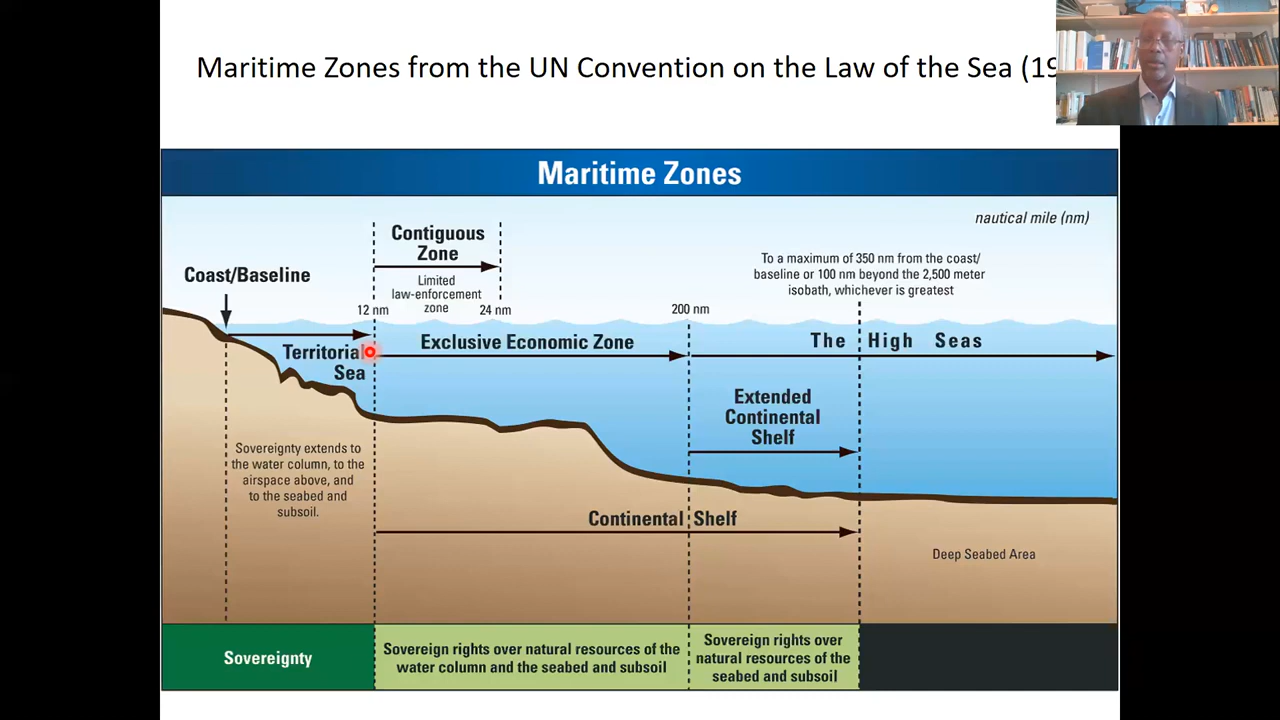 Maritime Zones from the UN Convention on the Law of the Sea (19
Maritime Zones
nautical mile (nm)
Contiguous
Zone
Limited
law-enforcement
zone
Coast/Baseline
To a maximum of 350 nm from the coast/
baseline or 100 nm beyond the 2,500 meter
isobath, whichever is greatest
12 nm
24 nm
200 nm
Territorial
Sea
Exclusive Economic Zone
The High Seas
Extended
Continental
Shelf
Sovereignty extends to
the water column, to the
airspace above, and
to the seabed and
subsoil.
Continental Shelf
Deep Seabed Area
Sovereignty
Sovereign rights over natural resources of the
water column and the seabed and subsoil
Sovereign rights over
natural resources of the
seabed and subsoil